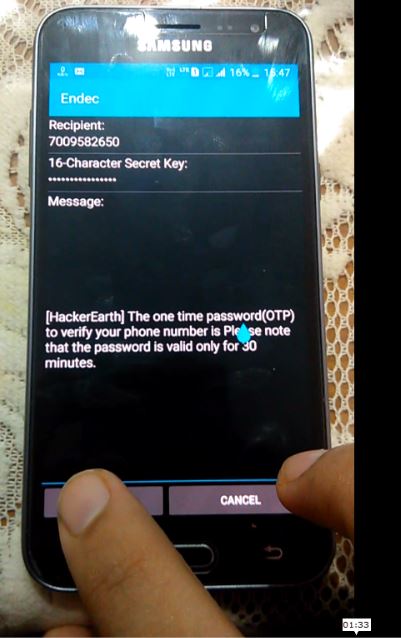 SAMSUNG
16% 15:47
Endec
Recipient:
7009582650
16-Character Secret Key:
****************
Message:
[HackerEarth] The one time password(OTP)
to verify your phone number is Please note
that the password is valid only for 30
minutes.
CANCEL
01:33